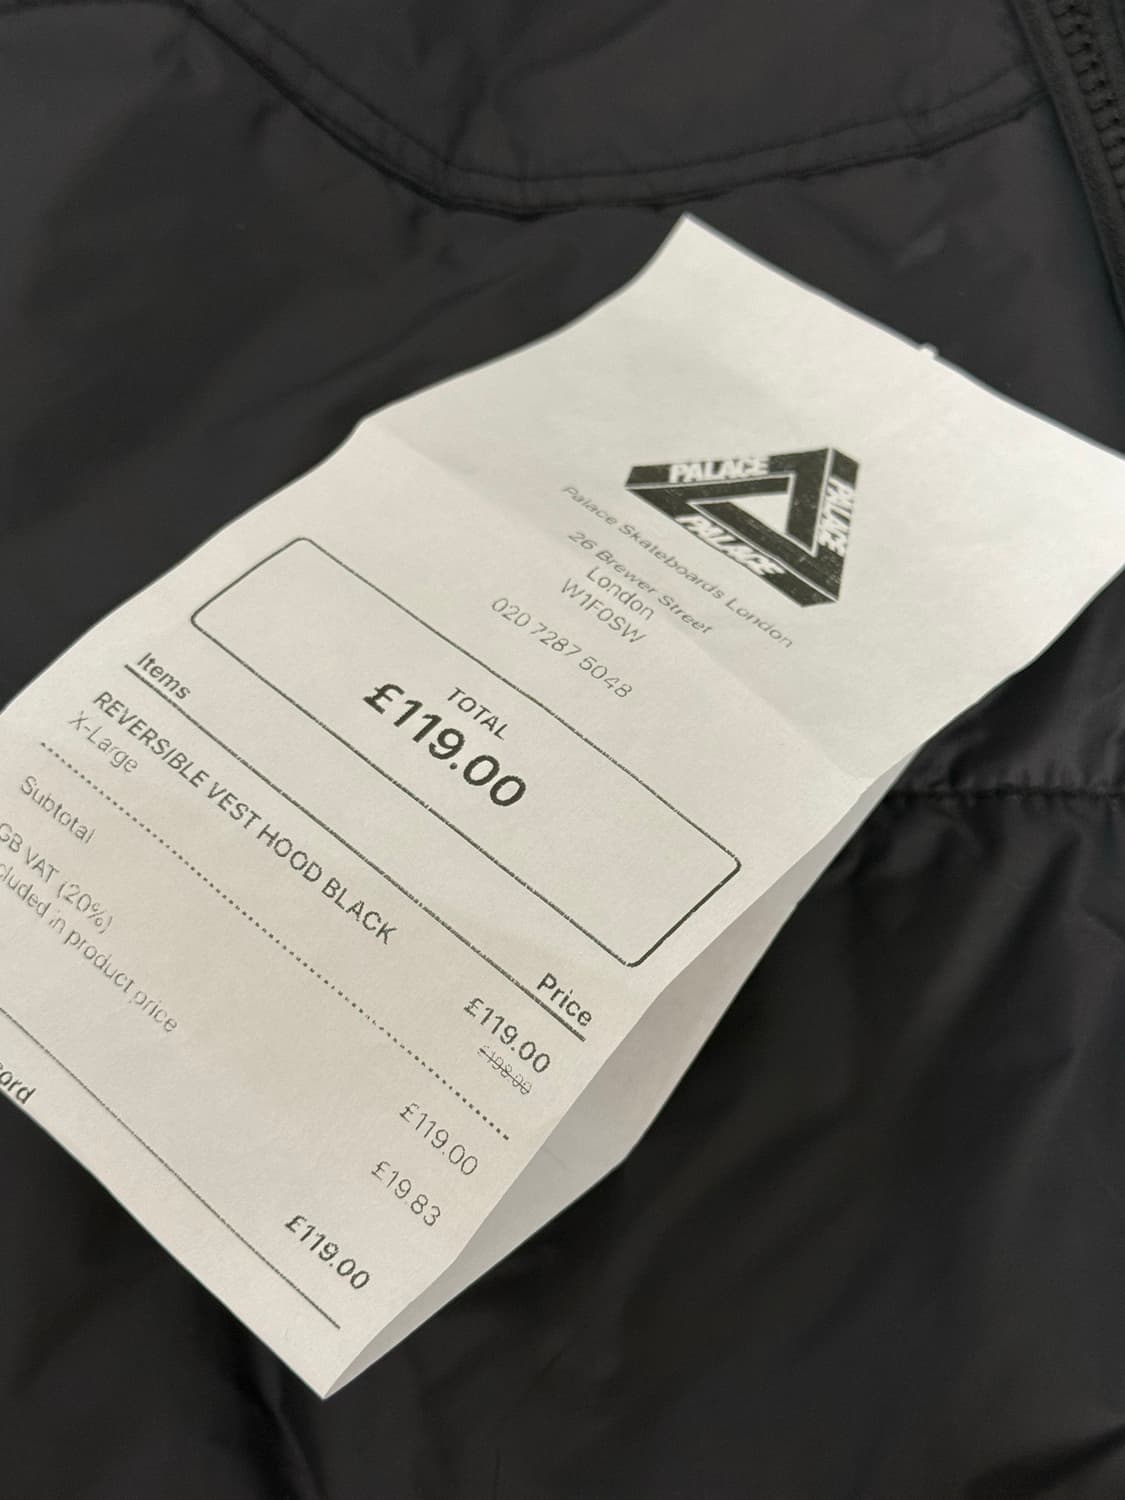 PALACE
PALACE
PALACE
Palace Skateboards London
26 Brewer Street
London
W1F0SW
020 7287 5048
TOTAL
£119.00
Items Price
REVERSIBLE VEST HOOD BLACK £119.00
X-Large £198.00
Subtotal £119.00
GB VAT (20%) £19.83
cluded in product price
£119.00
ord